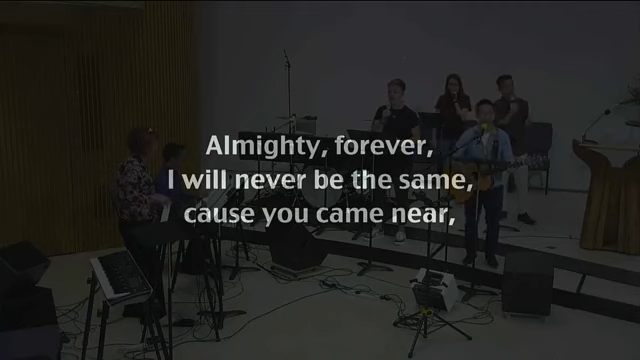 Almighty, forever,
I will never be the same,
cause you came near,